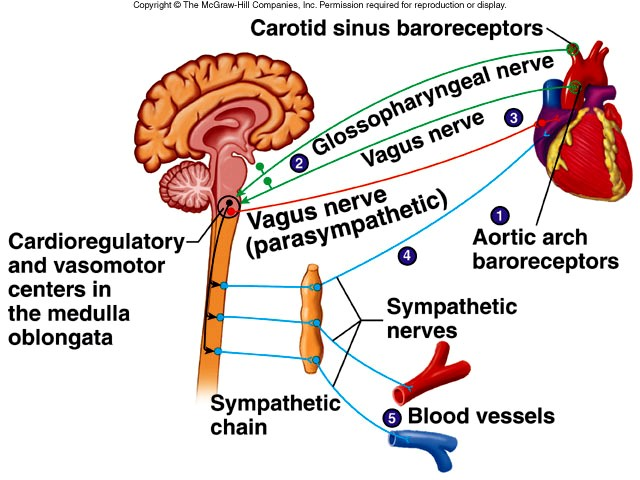 Copyright © The McGraw-Hill Companies, Inc. Permission required for reproduction or display.
Carotid sinus baroreceptors
Glossopharyngeal nerve
2
Vagus nerve
3
Vagus nerve
(parasympathetic)
1
Aortic arch
baroreceptors
4
Cardioregulatory
and vasomotor
centers in
the medulla
oblongata
Sympathetic
nerves
Sympathetic
chain
5 Blood vessels